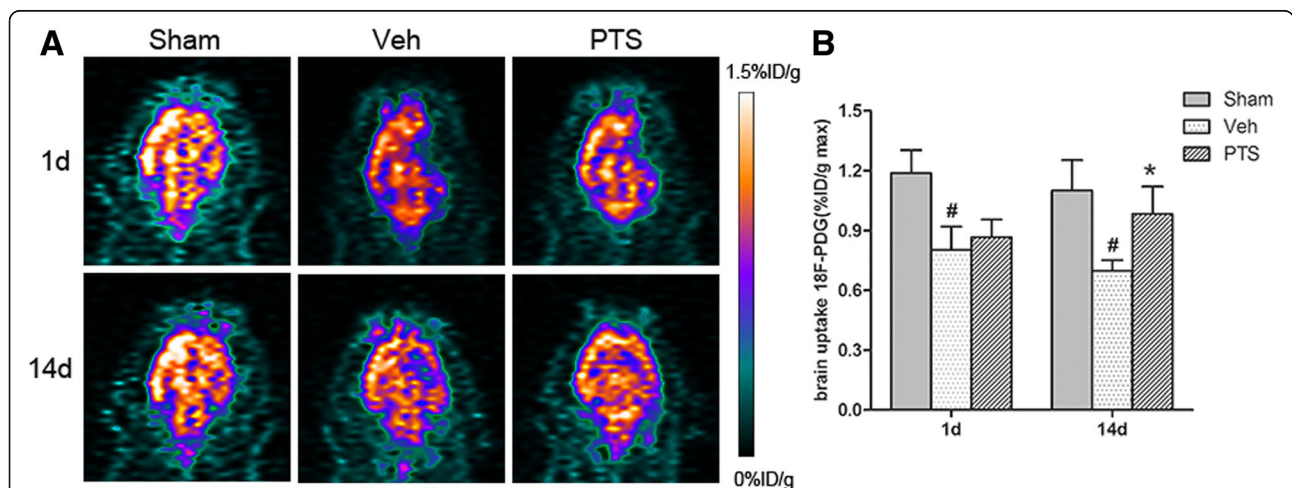 A
Sham Veh PTS
1d
14d
1.5%ID/g
0%ID/g
B
brain uptake 18F-PDG(%ID/g max)
1.5
1.2
0.9
0.6
0.3
0.0
# # *
1d 14d
Sham
Veh
PTS